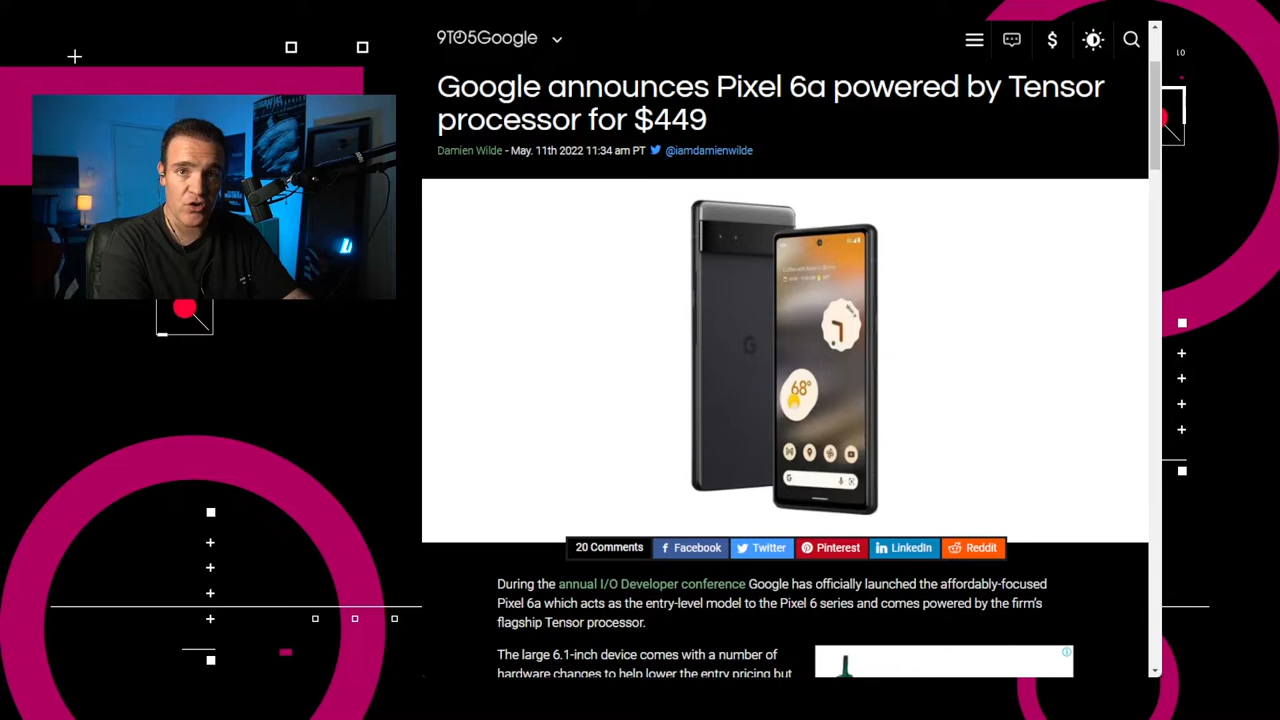 9TO5Google
Google announces Pixel 6a powered by Tensor
processor for $449
Damien Wilde - May. 11th 2022 11:34 am PT @iamdamienwilde
68°
G
20 Comments
Facebook
Twitter
Pinterest
LinkedIn
Reddit
During the annual I/O Developer conference Google has officially launched the affordably-focused
Pixel 6a which acts as the entry-level model to the Pixel 6 series and comes powered by the firm's
flagship Tensor processor.
The large 6.1-inch device comes with a number of
hardware changes to help lower the entry pricing but